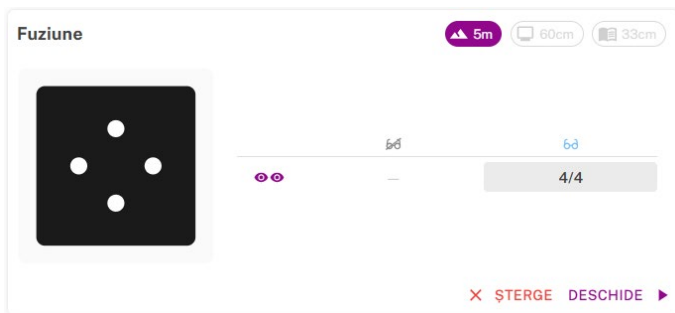 Fuziune
5m
60cm
33cm
—
4/4
ȘTERGE
DESCHIDE